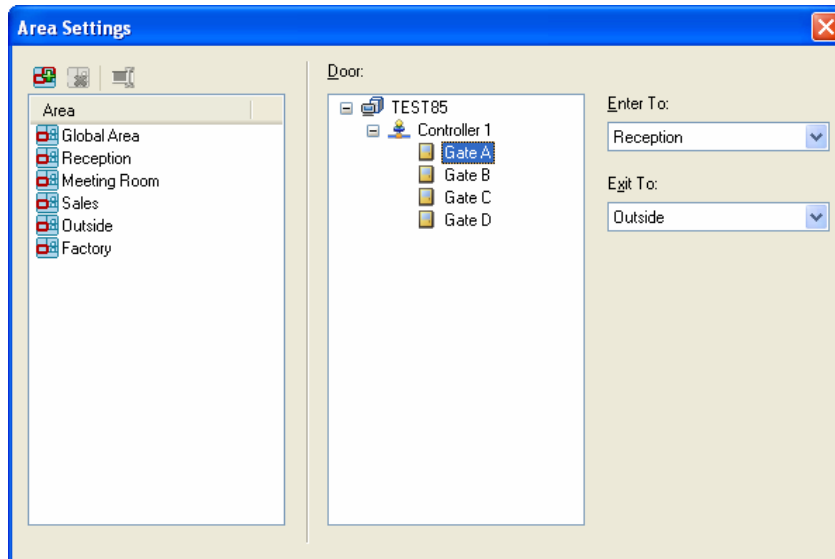 Area Settings
Area
Global Area
Reception
Meeting Room
Sales
Outside
Factory
Door:
TEST85
Controller 1
Gate A
Gate B
Gate C
Gate D
Enter To:
Reception
Exit To:
Outside